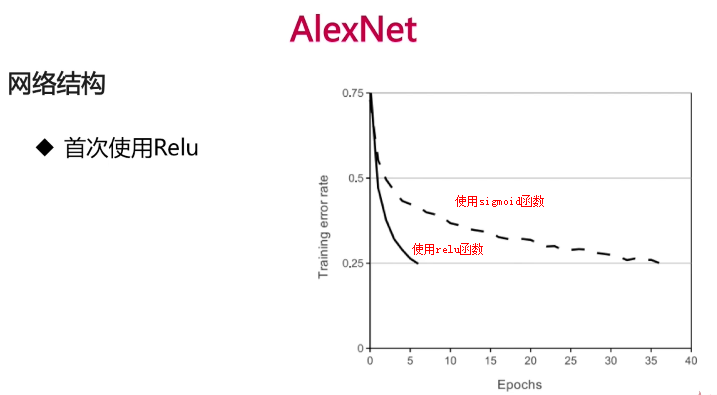 AlexNet
网络结构
◆ 首次使用Relu
0.75
0.5
0.25
0
Training error rate
使用sigmoid函数
使用relu函数
0 5 10 15 20 25 30 35 40
Epochs